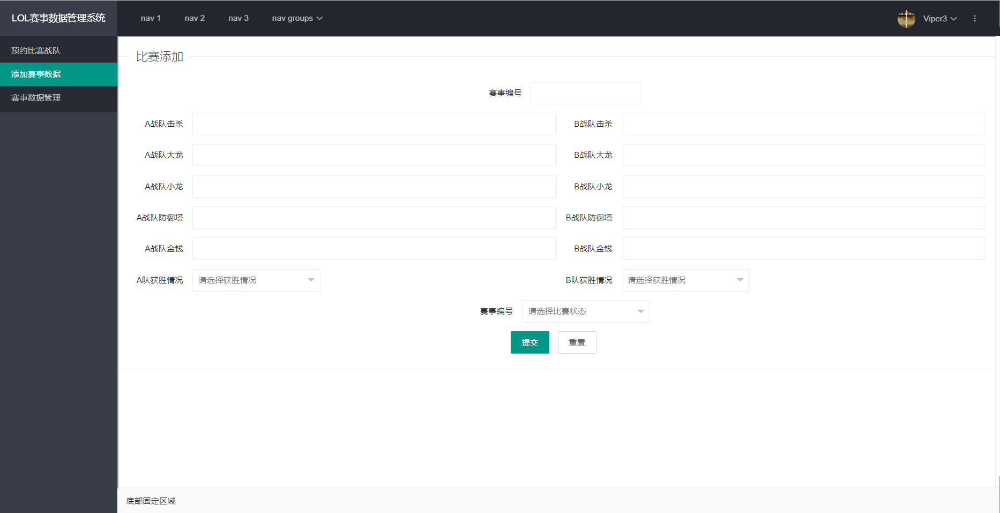 LOL赛事数据管理系统
nav 1
nav 2
nav 3
nav groups
Viper3
预约比赛战队
添加赛事数据
赛事数据管理
比赛添加
赛事编号
A战队击杀
B战队击杀
A战队大龙
B战队大龙
A战队小龙
B战队小龙
A战队防御塔
B战队防御塔
A战队金钱
B战队金钱
A队获胜情况
请选择获胜情况
B队获胜情况
请选择获胜情况
赛事编号
请选择比赛状态
提交
重置
底部固定区域